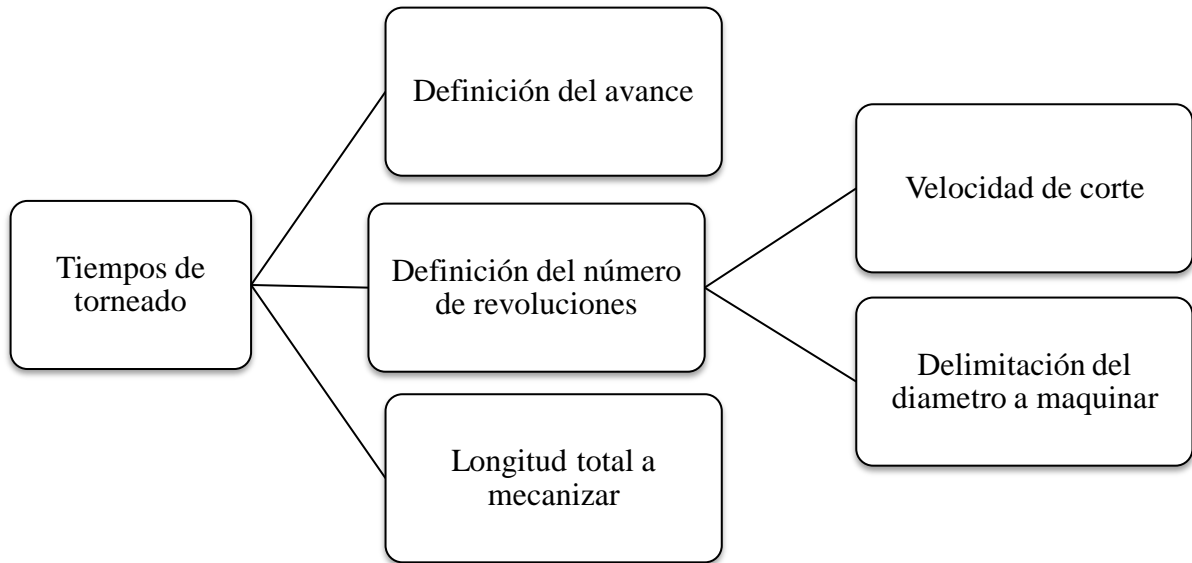 Definición del avance
Velocidad de corte
Tiempos de
torneado
Definición del número
de revoluciones
Delimitación del
diametro a maquinar
Longitud total a
mecanizar